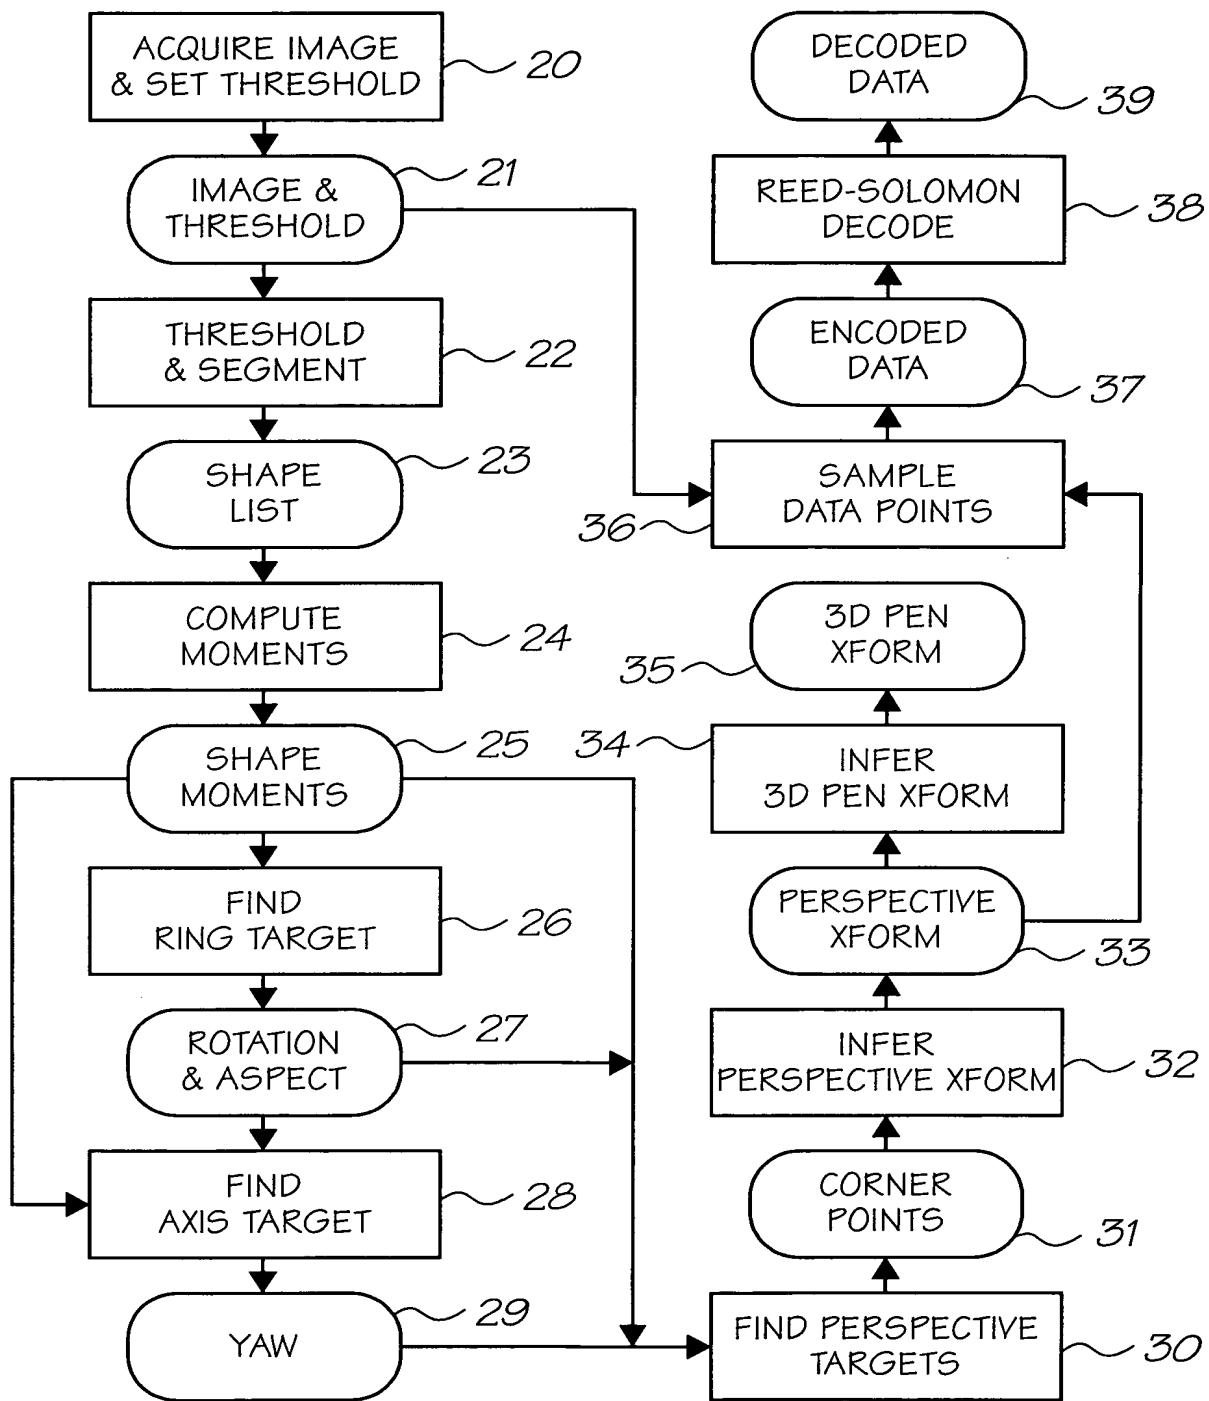 ACQUIRE IMAGE
& SET THRESHOLD
20
IMAGE &
THRESHOLD
21
THRESHOLD
& SEGMENT
22
SHAPE
LIST
23
COMPUTE
MOMENTS
24
SHAPE
MOMENTS
25
FIND
RING TARGET
26
ROTATION
& ASPECT
27
FIND
AXIS TARGET
28
YAW
29
FIND PERSPECTIVE
TARGETS
30
CORNER
POINTS
31
INFER
PERSPECTIVE XFORM
32
PERSPECTIVE
XFORM
33
INFER
3D PEN XFORM
34
3D PEN
XFORM
35
SAMPLE
DATA POINTS
36
ENCODED
DATA
37
REED-SOLOMON
DECODE
38
DECODED
DATA
39